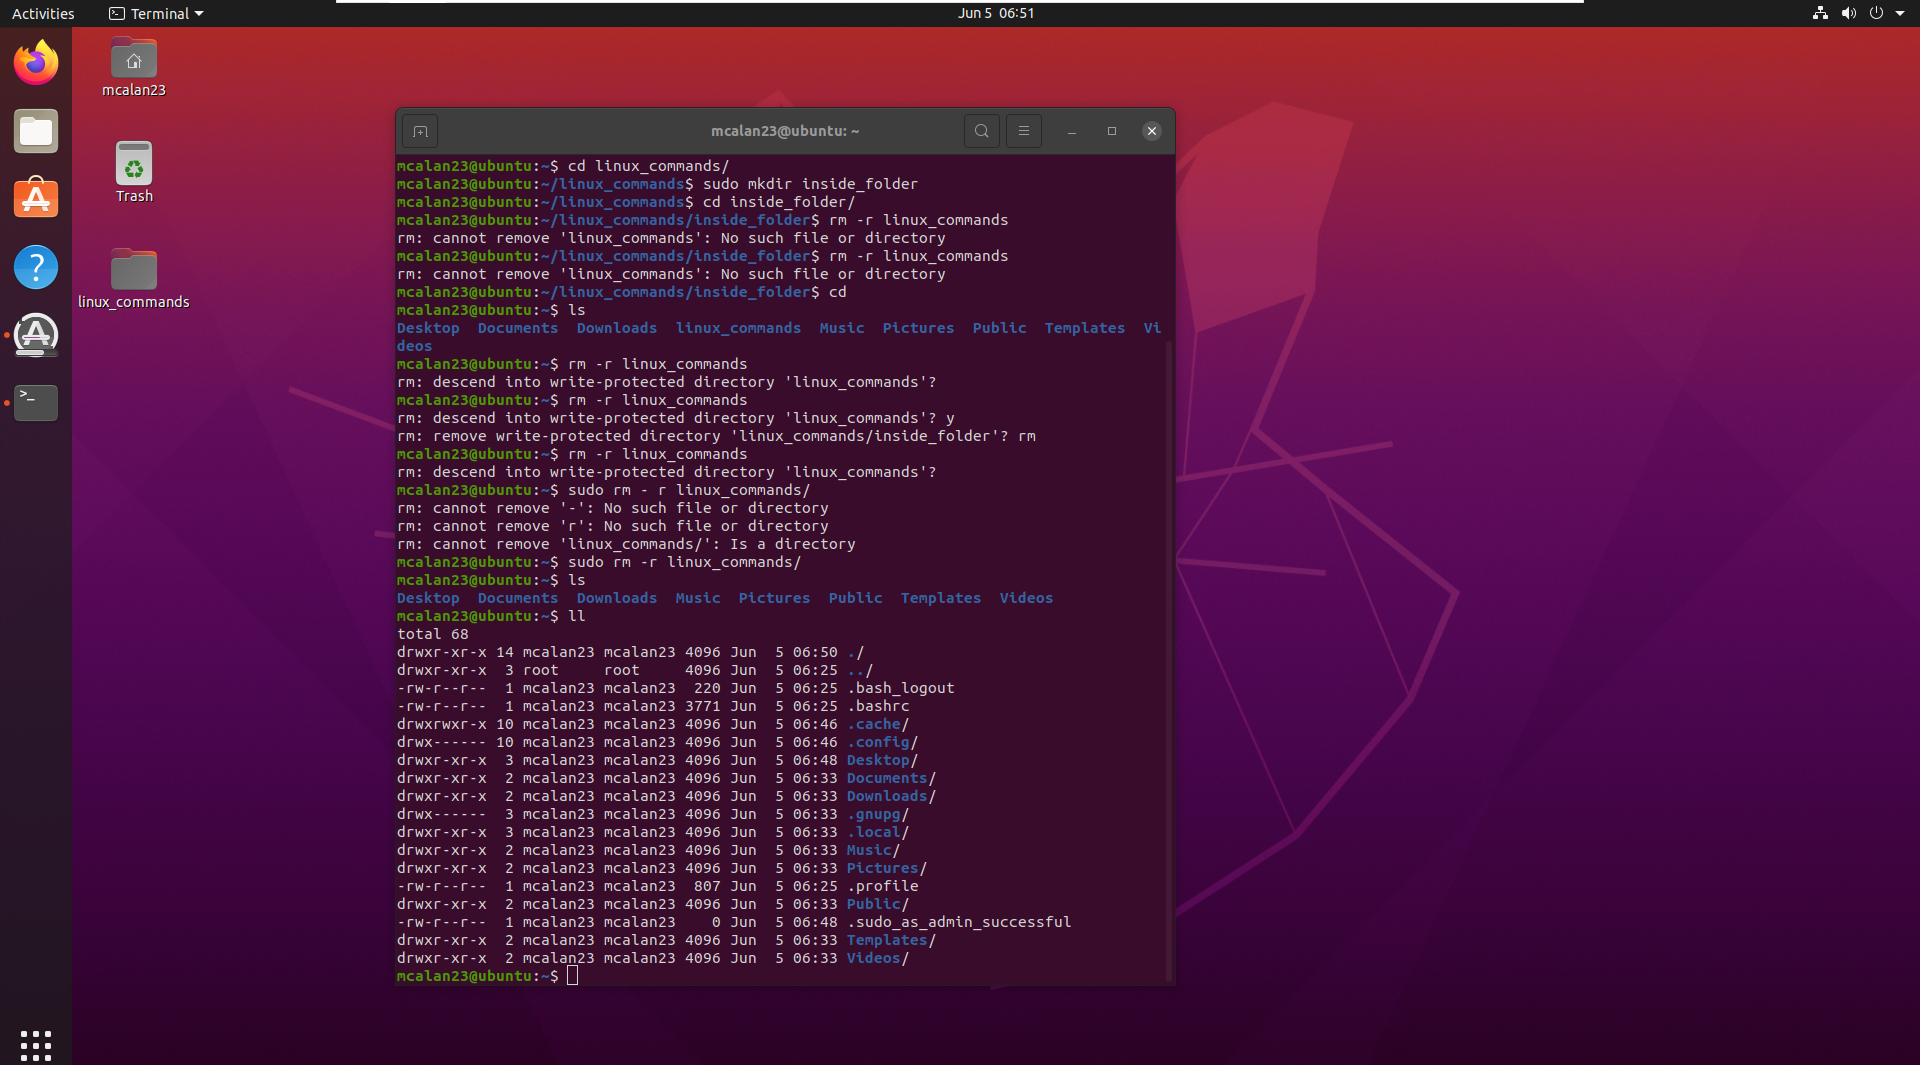 Activities Terminal Jun 5 06:51
mcalan23
Trash
linux_commands
mcalan23@ubuntu: ~
mcalan23@ubuntu:~$ cd linux_commands/
mcalan23@ubuntu:~/linux_commands$ sudo mkdir inside_folder
mcalan23@ubuntu:~/linux_commands$ cd inside_folder/
mcalan23@ubuntu:~/linux_commands/inside_folder$ rm -r linux_commands
rm: cannot remove 'linux_commands': No such file or directory
mcalan23@ubuntu:~/linux_commands/inside_folder$ rm -r linux_commands
rm: cannot remove 'linux_commands': No such file or directory
mcalan23@ubuntu:~/linux_commands/inside_folder$ cd
mcalan23@ubuntu:~$ ls
Desktop  Documents  Downloads  linux_commands  Music  Pictures  Public  Templates  Vi
deos
mcalan23@ubuntu:~$ rm -r linux_commands
rm: descend into write-protected directory 'linux_commands'?
mcalan23@ubuntu:~$ rm -r linux_commands
rm: descend into write-protected directory 'linux_commands'? y
rm: remove write-protected directory 'linux_commands/inside_folder'? rm
mcalan23@ubuntu:~$ rm -r linux_commands
rm: descend into write-protected directory 'linux_commands'?
mcalan23@ubuntu:~$ sudo rm - r linux_commands/
rm: cannot remove '-': No such file or directory
rm: cannot remove 'r': No such file or directory
rm: cannot remove 'linux_commands/': Is a directory
mcalan23@ubuntu:~$ sudo rm -r linux_commands/
mcalan23@ubuntu:~$ ls
Desktop  Documents  Downloads  Music  Pictures  Public  Templates  Videos
mcalan23@ubuntu:~$ ll
total 68
drwxr-xr-x 14 mcalan23 mcalan23 4096 Jun  5 06:50 ./
drwxr-xr-x  3 root     root     4096 Jun  5 06:25 ../
-rw-r--r--  1 mcalan23 mcalan23  220 Jun  5 06:25 .bash_logout
-rw-r--r--  1 mcalan23 mcalan23 3771 Jun  5 06:25 .bashrc
drwxrwxr-x 10 mcalan23 mcalan23 4096 Jun  5 06:46 .cache/
drwx------ 10 mcalan23 mcalan23 4096 Jun  5 06:46 .config/
drwxr-xr-x  3 mcalan23 mcalan23 4096 Jun  5 06:48 Desktop/
drwxr-xr-x  2 mcalan23 mcalan23 4096 Jun  5 06:33 Documents/
drwxr-xr-x  2 mcalan23 mcalan23 4096 Jun  5 06:33 Downloads/
drwx------  3 mcalan23 mcalan23 4096 Jun  5 06:33 .gnupg/
drwxr-xr-x  3 mcalan23 mcalan23 4096 Jun  5 06:33 .local/
drwxr-xr-x  2 mcalan23 mcalan23 4096 Jun  5 06:33 Music/
drwxr-xr-x  2 mcalan23 mcalan23 4096 Jun  5 06:33 Pictures/
-rw-r--r--  1 mcalan23 mcalan23  807 Jun  5 06:25 .profile
drwxr-xr-x  2 mcalan23 mcalan23 4096 Jun  5 06:33 Public/
-rw-r--r--  1 mcalan23 mcalan23    0 Jun  5 06:48 .sudo_as_admin_successful
drwxr-xr-x  2 mcalan23 mcalan23 4096 Jun  5 06:33 Templates/
drwxr-xr-x  2 mcalan23 mcalan23 4096 Jun  5 06:33 Videos/
mcalan23@ubuntu:~$